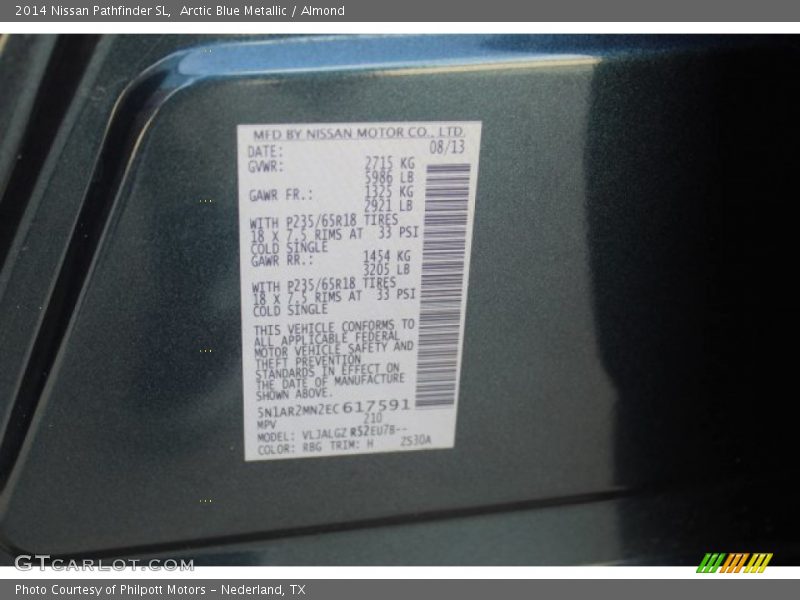 2014 Nissan Pathfinder SL,  Arctic Blue Metallic / Almond
MFD BY NISSAN MOTOR CO., LTD.
DATE: 08/13
GVWR: 2715 KG
5986 LB
GAWR FR.: 1325 KG
2921 LB
WITH P235/65R18 TIRES
18 X 7.5 RIMS AT 33 PSI
COLD SINGLE
GAWR RR.: 1454 KG
3205 LB
WITH P235/65R18 TIRES
18 X 7.5 RIMS AT 33 PSI
COLD SINGLE
THIS VEHICLE CONFORMS TO
ALL APPLICABLE FEDERAL
MOTOR VEHICLE SAFETY AND
THEFT PREVENTION
STANDARDS IN EFFECT ON
THE DATE OF MANUFACTURE
SHOWN ABOVE.
5N1AR2MN2EC617591
MPV 210
MODEL: VLJALGZ R52EU7B--
COLOR: RBG TRIM: H ZS30A
GTCARLOT.COM
Photo Courtesy of Philpott Motors - Nederland, TX